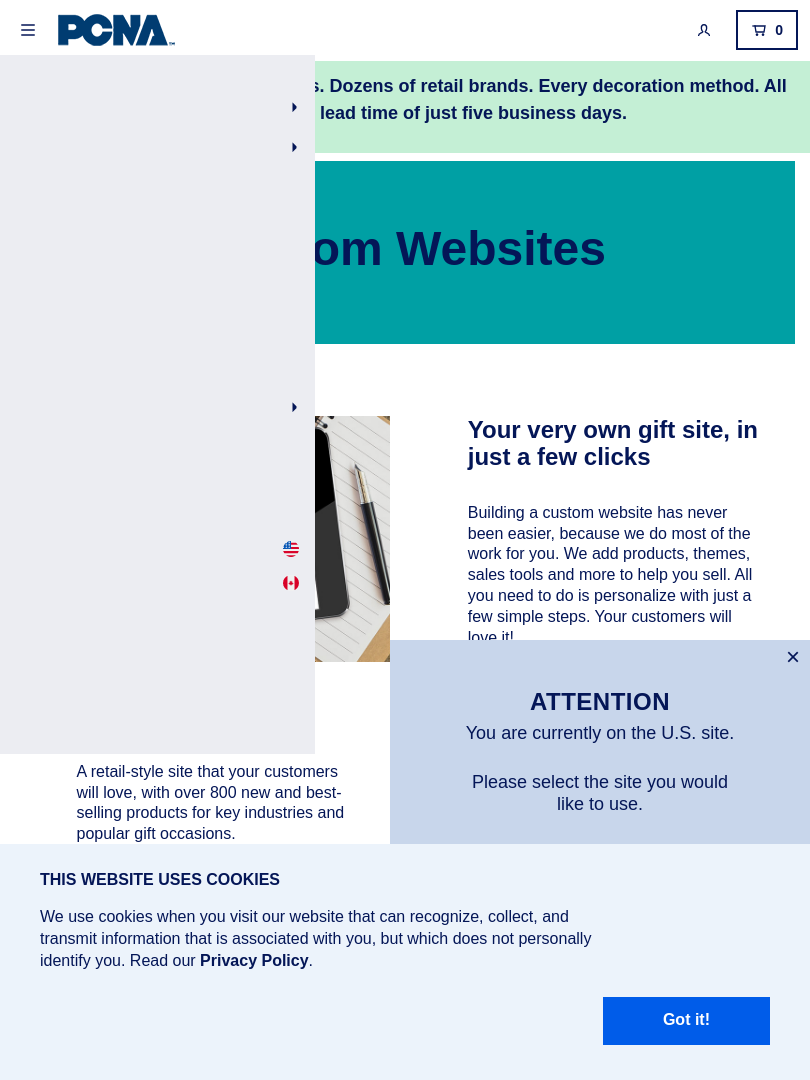 PCNA
0
s. Dozens of retail brands. Every decoration method. All
lead time of just five business days.
om Websites
Your very own gift site, in
just a few clicks
Building a custom website has never
been easier, because we do most of the
work for you. We add products, themes,
sales tools and more to help you sell. All
you need to do is personalize with just a
few simple steps. Your customers will
love it!
ATTENTION
You are currently on the U.S. site.
Please select the site you would
like to use.
A retail-style site that your customers
will love, with over 800 new and best-
selling products for key industries and
popular gift occasions.
THIS WEBSITE USES COOKIES
We use cookies when you visit our website that can recognize, collect, and
transmit information that is associated with you, but which does not personally
identify you. Read our Privacy Policy.
Got it!